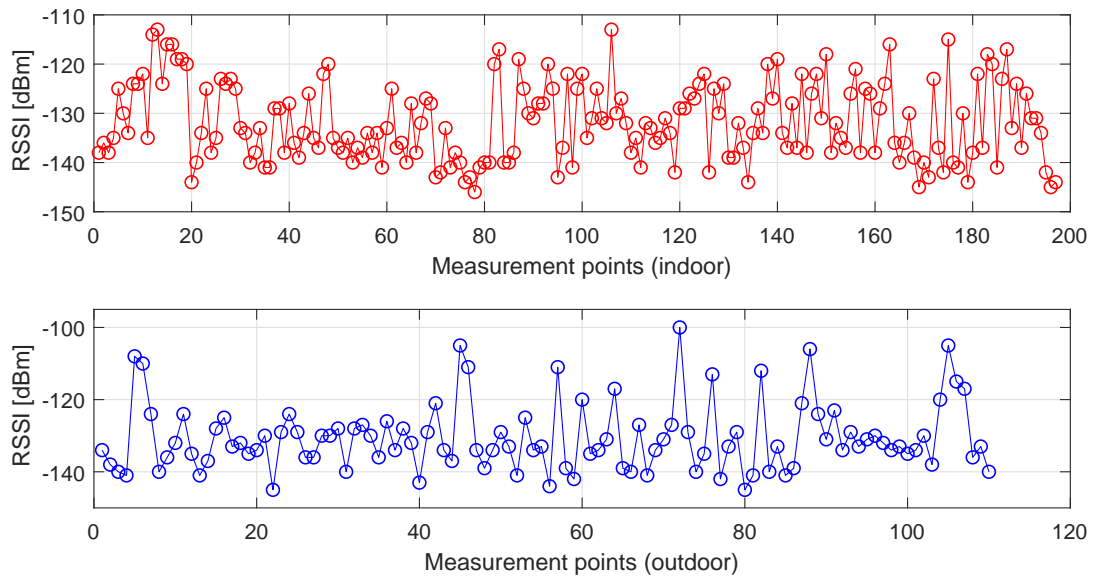 RSSI [dBm]
-110
-120
-130
-140
-150
0 20 40 60 80 100 120 140 160 180 200
Measurement points (indoor)
RSSI [dBm]
-100
-120
-140
0 20 40 60 80 100 120
Measurement points (outdoor)